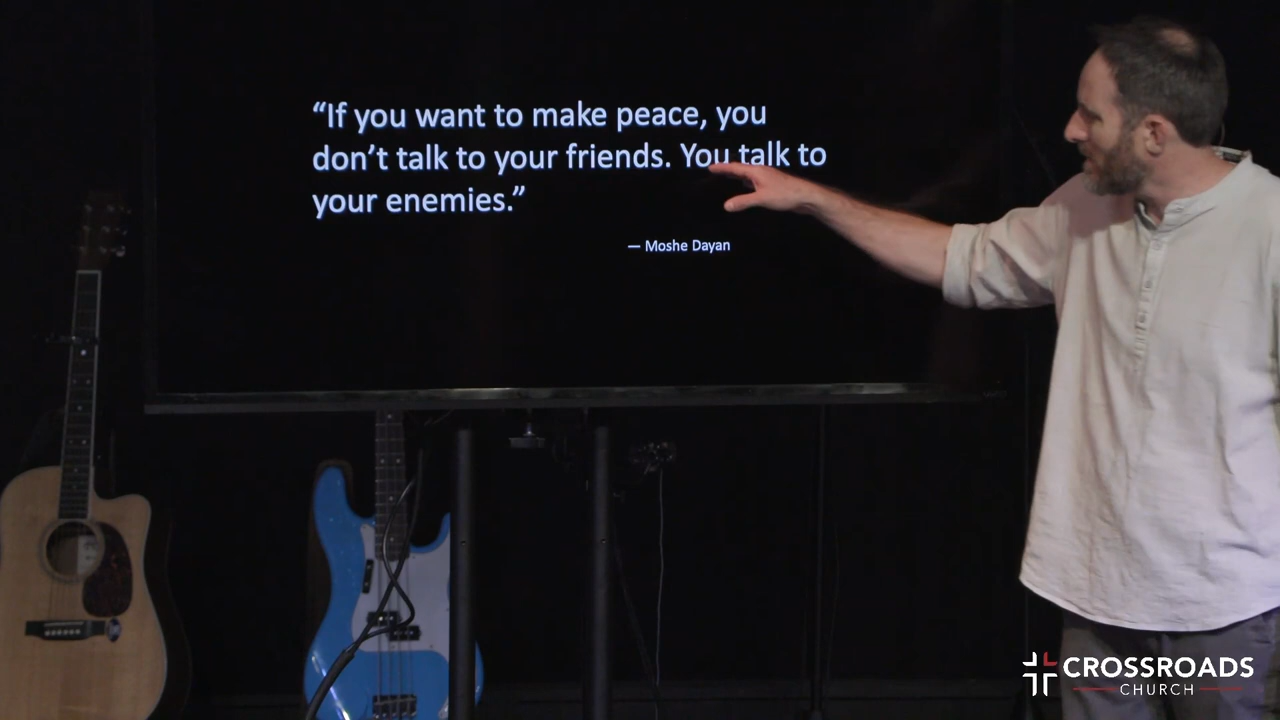 “If you want to make peace, you
don’t talk to your friends. You talk to
your enemies.”
— Moshe Dayan
CROSSROADS
CHURCH